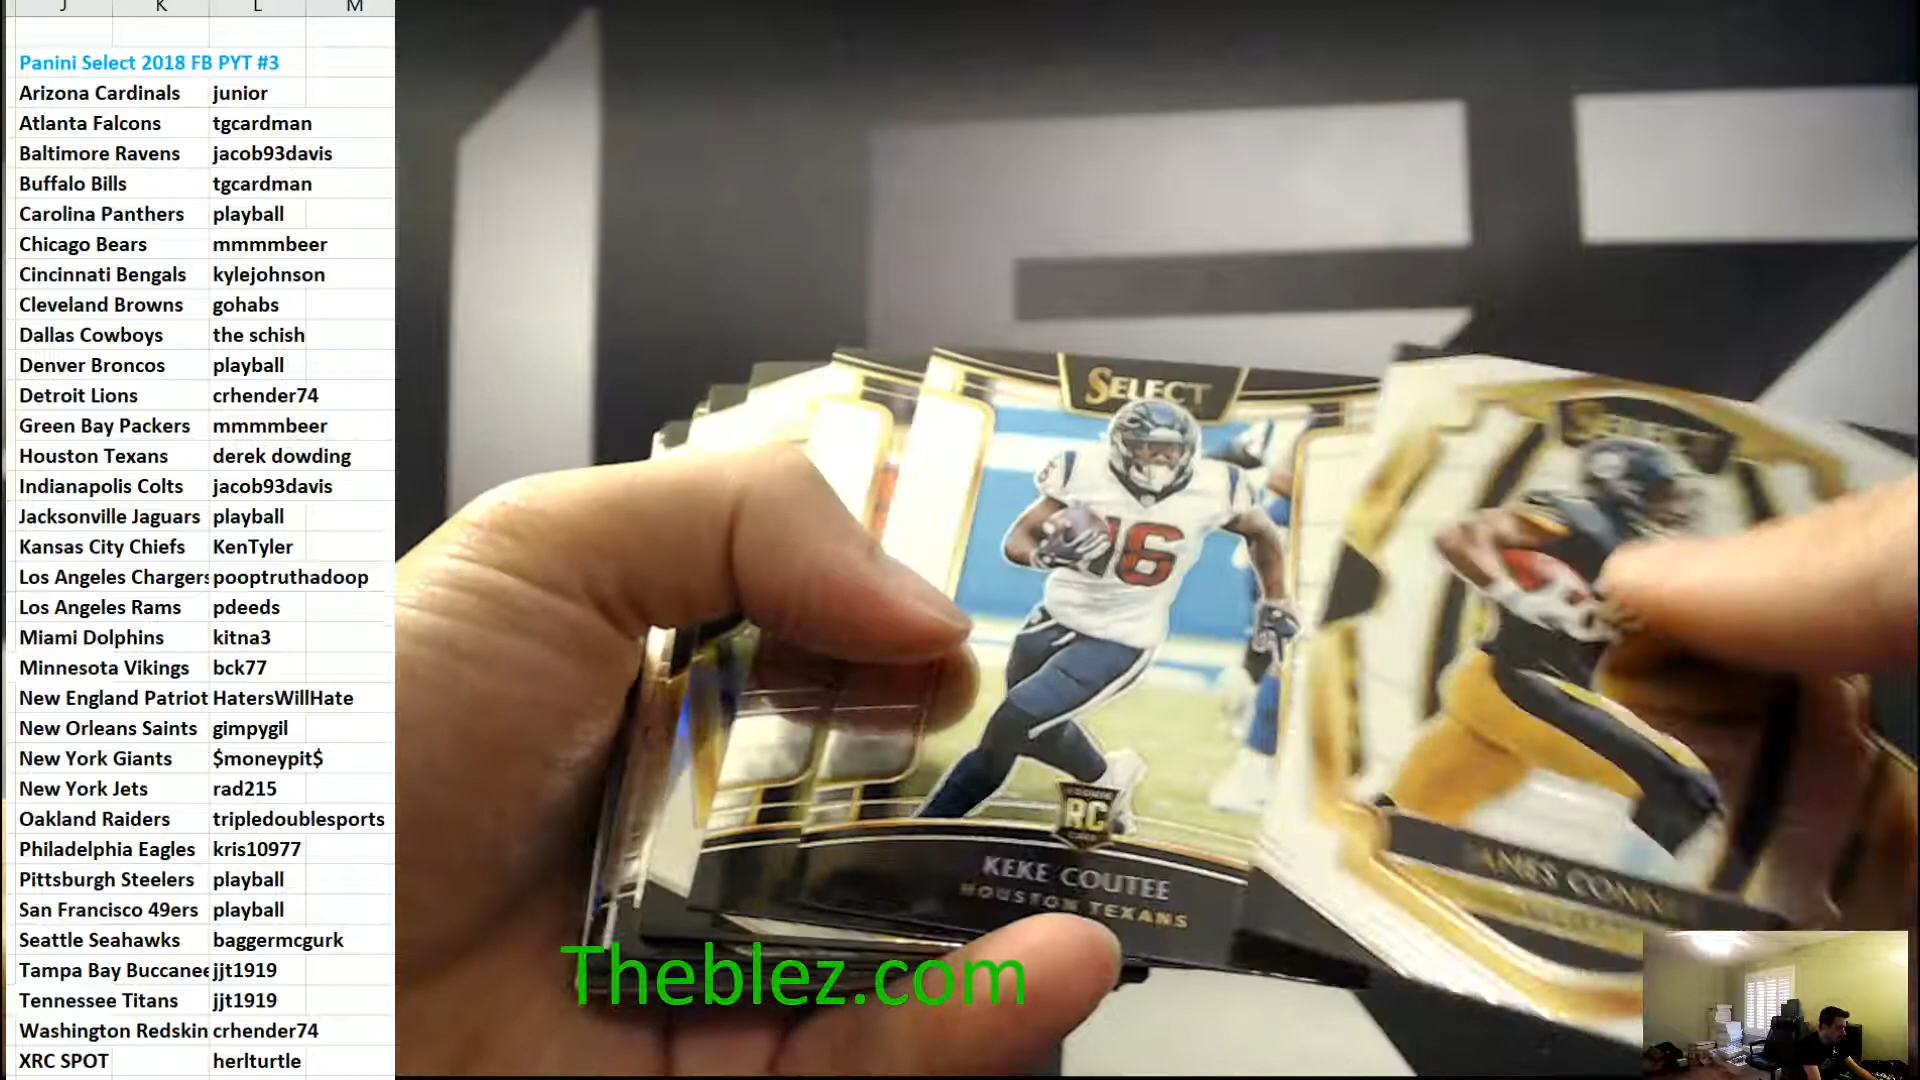 J K L M
Panini Select 2018 FB PYT #3
Arizona Cardinals junior
Atlanta Falcons tgcardman
Baltimore Ravens jacob93davis
Buffalo Bills tgcardman
Carolina Panthers playball
Chicago Bears mmmmbeer
Cincinnati Bengals kylejohnson
Cleveland Browns gohabs
Dallas Cowboys the schish
Denver Broncos playball
Detroit Lions crhender74
Green Bay Packers mmmmbeer
Houston Texans derek dowding
Indianapolis Colts jacob93davis
Jacksonville Jaguars playball
Kansas City Chiefs KenTyler
Los Angeles Chargers pooptruthadoop
Los Angeles Rams pdeeds
Miami Dolphins kitna3
Minnesota Vikings bck77
New England Patriot HatersWillHate
New Orleans Saints gimpygil
New York Giants $moneypit$
New York Jets rad215
Oakland Raiders tripledoublesports
Philadelphia Eagles kris10977
Pittsburgh Steelers playball
San Francisco 49ers playball
Seattle Seahawks baggermcgurk
Tampa Bay Buccanee jjt1919
Tennessee Titans jjt1919
Washington Redskin crhender74
XRC SPOT herlturtle
SELECT
16
RC
KEKE COUTEE
HOUSTON TEXANS
SELECT
Theblez.com